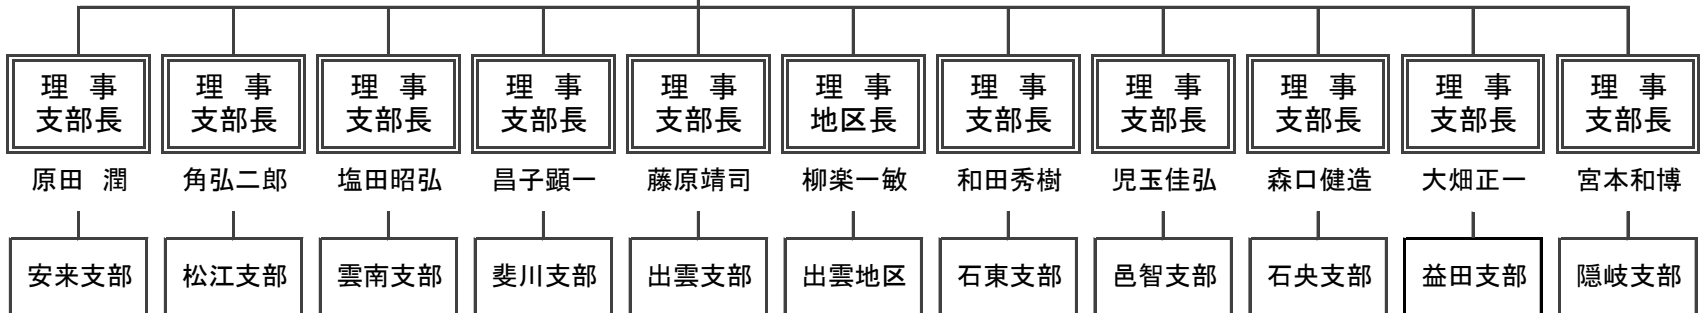 理 事
支部長
原田 潤
安来支部
理 事
支部長
角弘二郎
松江支部
理 事
支部長
塩田昭弘
雲南支部
理 事
支部長
昌子顕一
斐川支部
理 事
支部長
藤原靖司
出雲支部
理 事
地区長
柳楽一敏
出雲地区
理 事
支部長
和田秀樹
石東支部
理 事
支部長
児玉佳弘
邑智支部
理 事
支部長
森口健造
石央支部
理 事
支部長
大畑正一
益田支部
理 事
支部長
宮本和博
隠岐支部